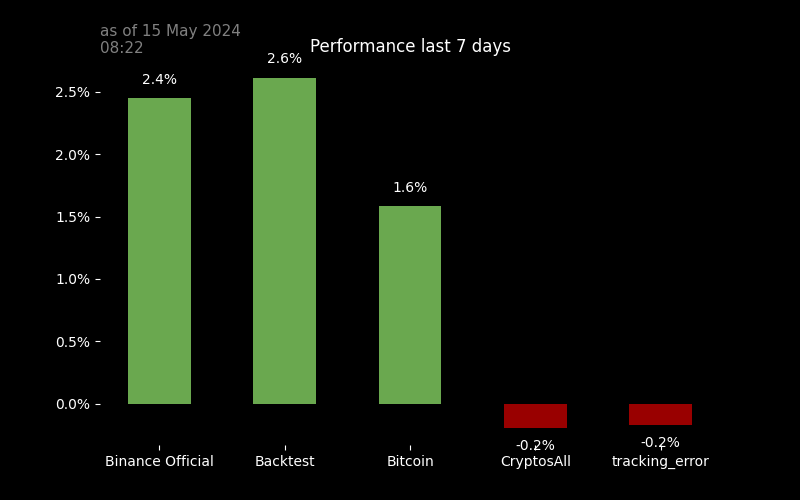 as of 15 May 2024
08:22
Performance last 7 days
2.4%
2.6%
1.6%
-0.2%
-0.2%
2.5%
2.0%
1.5%
1.0%
0.5%
0.0%
Binance Official
Backtest
Bitcoin
CryptosAll
tracking_error